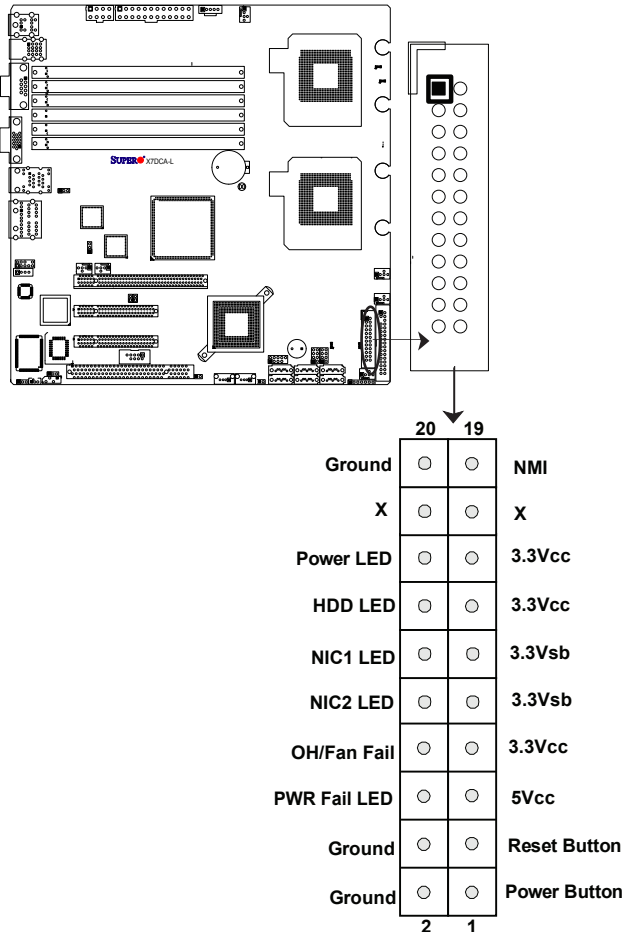 SUPER X7DCA-L
20 19
Ground NMI
X X
Power LED 3.3Vcc
HDD LED 3.3Vcc
NIC1 LED 3.3Vsb
NIC2 LED 3.3Vsb
OH/Fan Fail 3.3Vcc
PWR Fail LED 5Vcc
Ground Reset Button
Ground Power Button
2 1